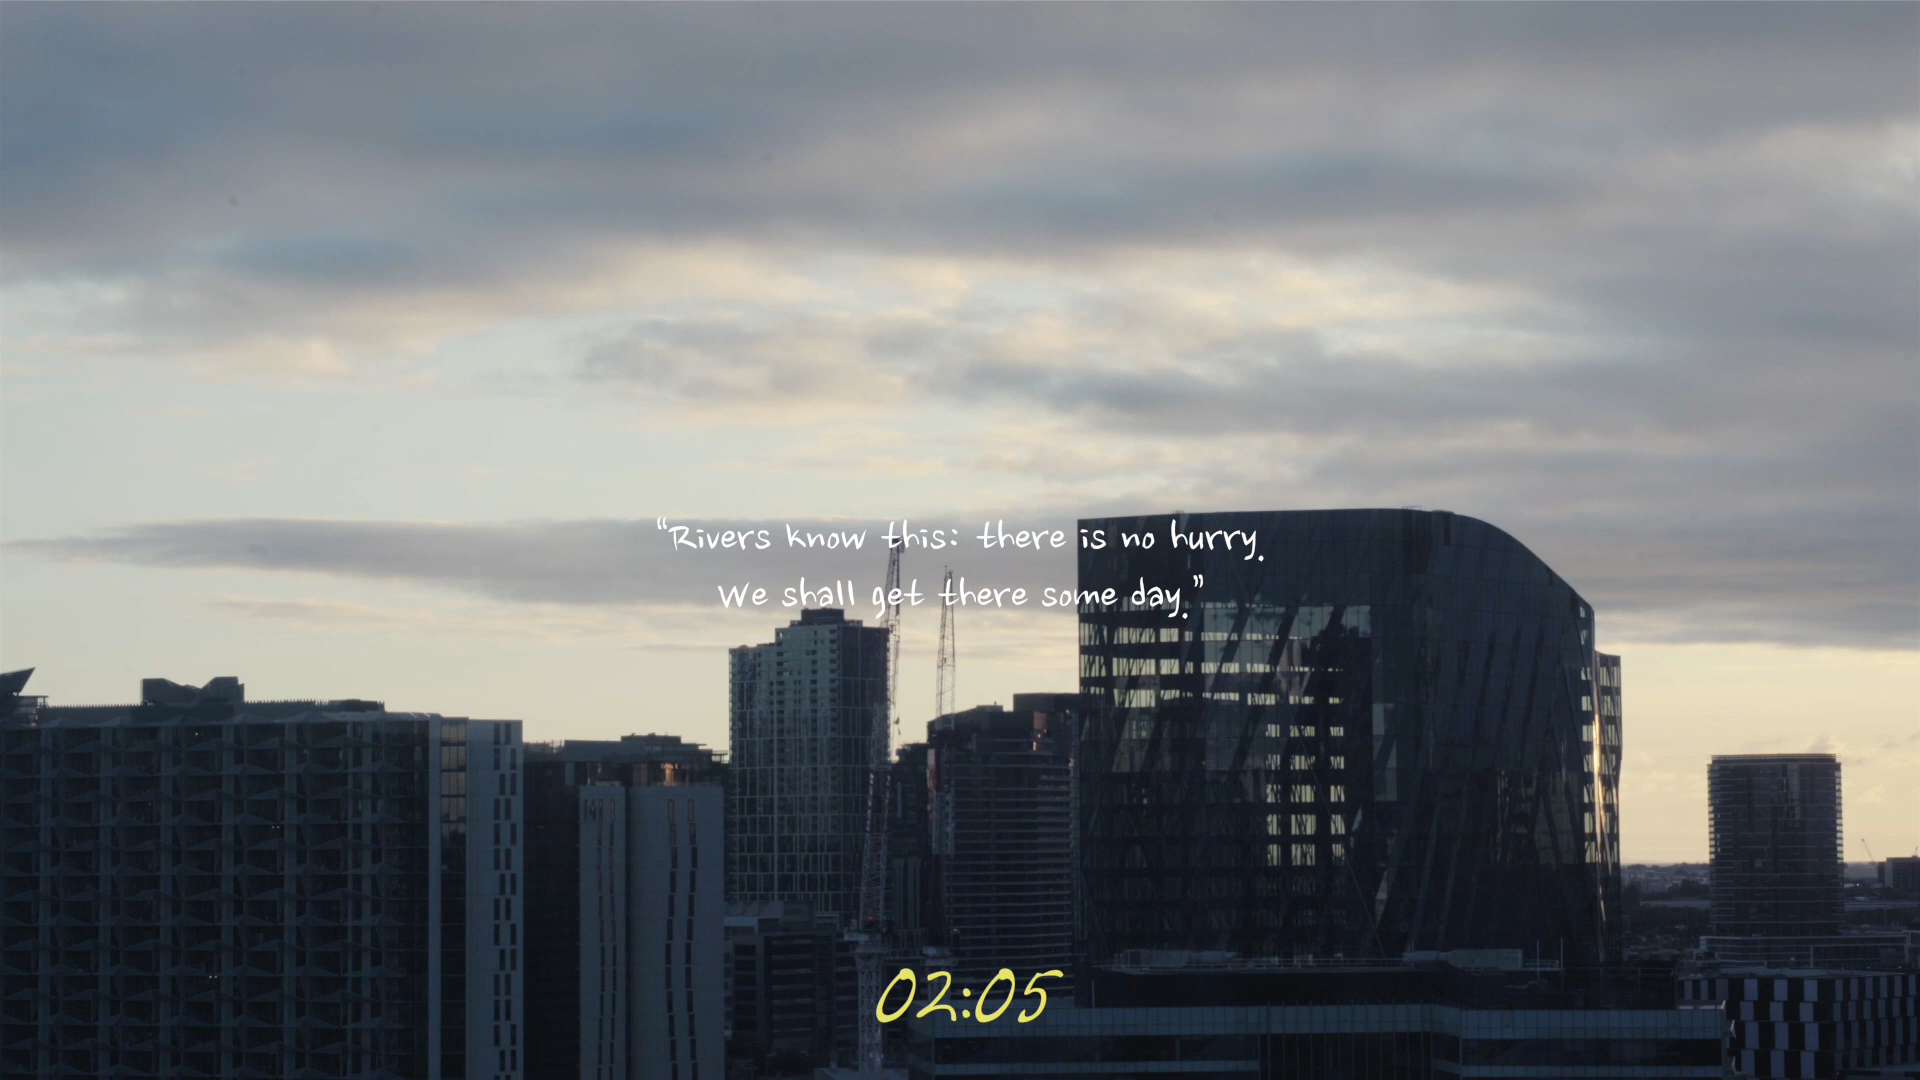 “Rivers know this: there is no hurry.
We shall get there some day.”
02:05